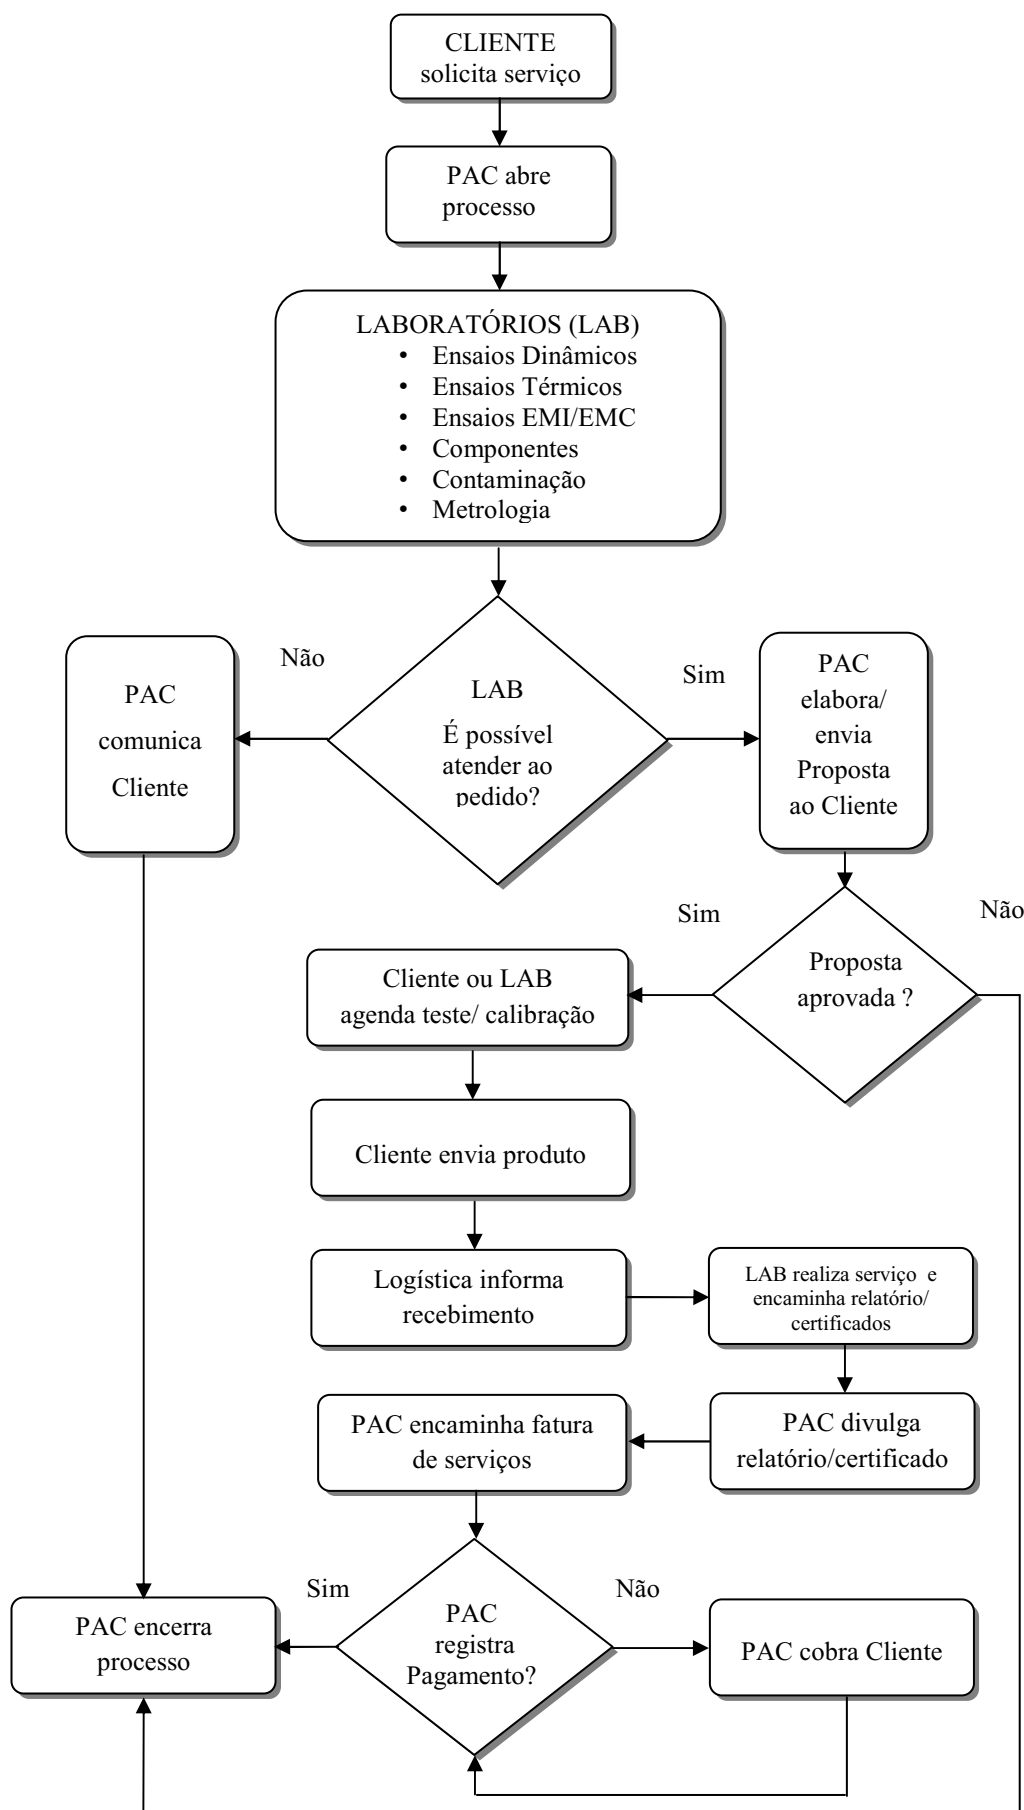 CLIENTE
solicita serviço
PAC abre
processo
LABORATÓRIOS (LAB)
• Ensaios Dinâmicos
• Ensaios Térmicos
• Ensaios EMI/EMC
• Componentes
• Contaminação
• Metrologia
Não
Sim
LAB
É possível
atender ao
pedido?
PAC
comunica
Cliente
PAC
elabora/
envia
Proposta
ao Cliente
Sim
Não
Proposta
aprovada ?
Cliente ou LAB
agenda teste/ calibração
Cliente envia produto
Logística informa
recebimento
LAB realiza serviço e
encaminha relatório/
certificados
PAC divulga
relatório/certificado
PAC encaminha fatura
de serviços
Sim
Não
PAC
registra
Pagamento?
PAC encerra
processo
PAC cobra Cliente